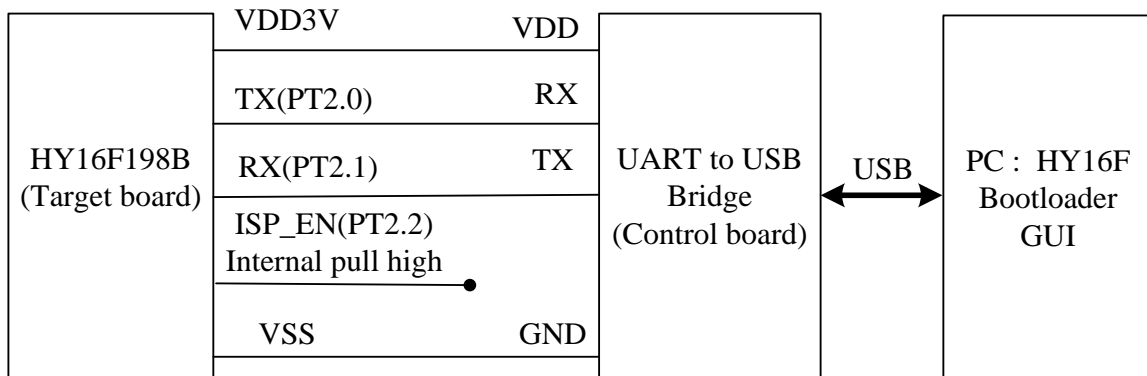 VDD3V
VDD
TX(PT2.0)
RX
RX(PT2.1)
TX
ISP_EN(PT2.2)
Internal pull high
VSS
GND
HY16F198B
(Target board)
UART to USB
Bridge
(Control board)
USB
PC : HY16F
Bootloader
GUI